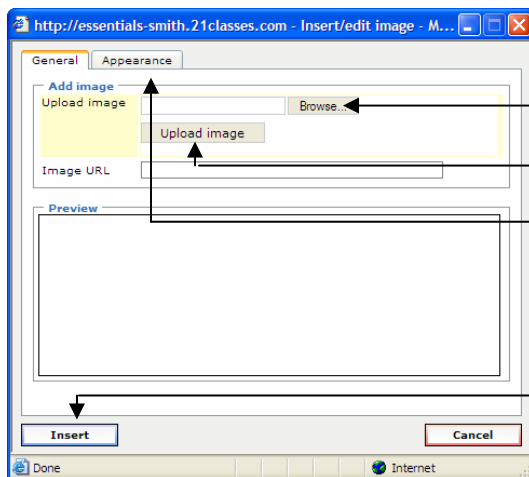 http://essentials-smith.21classes.com - Insert/edit image - M...
General Appearance
Add image
Upload image Browse...
Upload image
Image URL
Preview
Insert Cancel
Done Internet